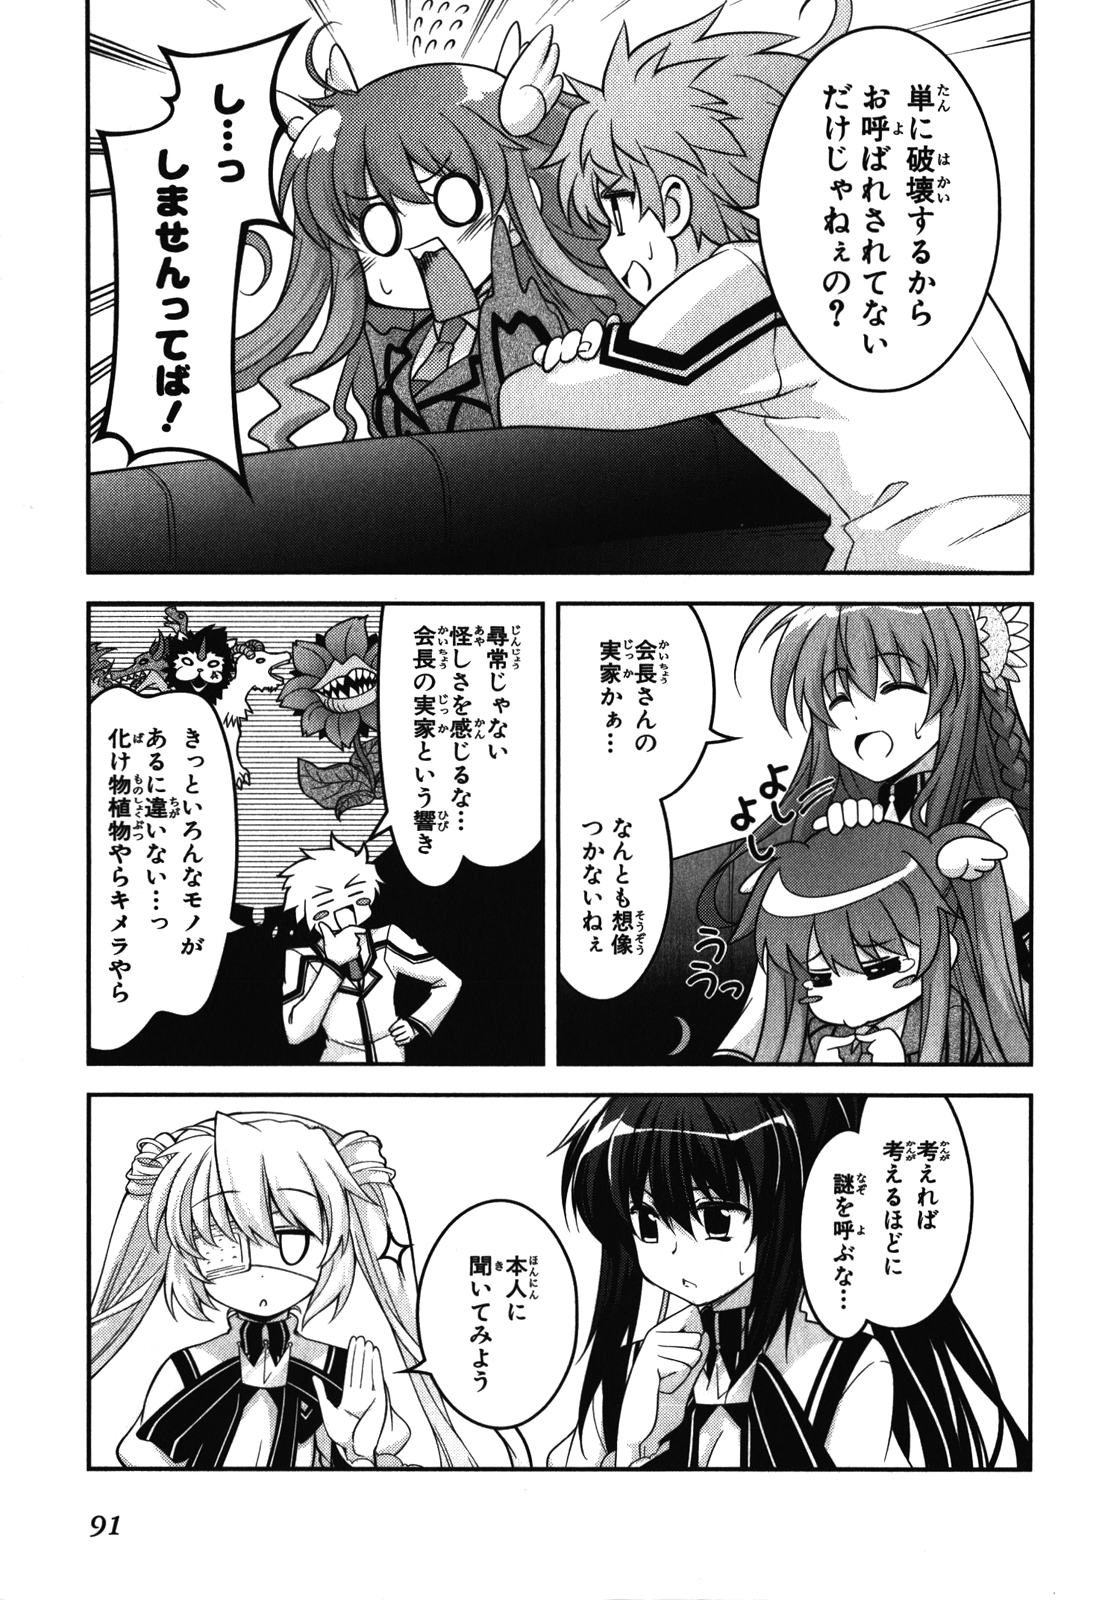 単に破壊するから
お呼ばれされてない
だけじゃねぇの?
し…っ
しませんってば!
会長さんの
実家かぁ…
なんとも想像
つかないねぇ
よしよし
ううっ
尋常じゃない
怪しさを感じるな…
会長の実家という響き
きっといろんなモノが
あるに違いない…っ
化け物植物やらキメラやら
考えれば
考えるほどに
謎を呼ぶな…
本人に
聞いてみよう
91